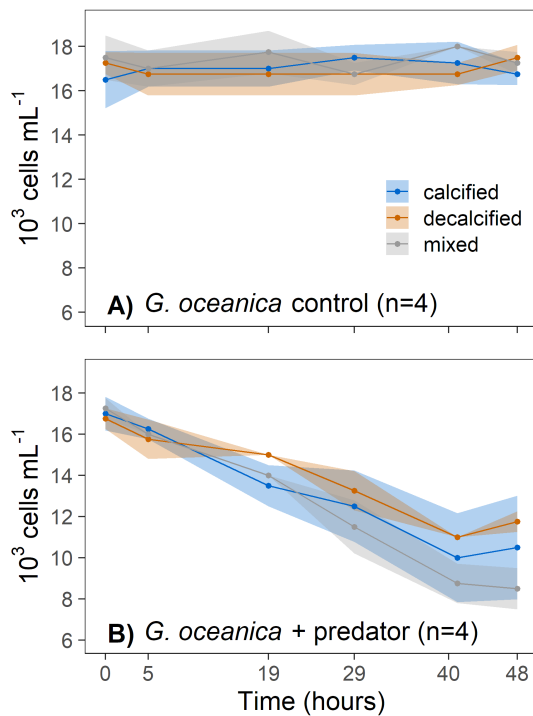 18
16
14
12
10
8
6
10³ cells mL⁻¹
calcified
decalcified
mixed
A) G. oceanica control (n=4)
18
16
14
12
10
8
6
10³ cells mL⁻¹
B) G. oceanica + predator (n=4)
0 5 19 29 40 48
Time (hours)